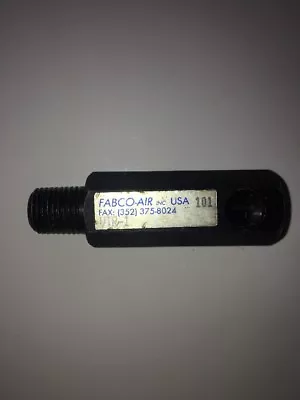 FABCO-AIR INC. USA 101
FAX: (352) 375-8024